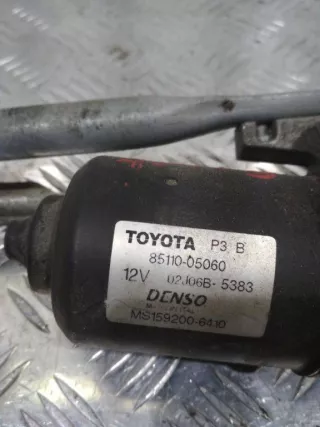 TOYOTA P3 B
85110-05060
12V 02J06B-5383
DENSO
MS159200-6410